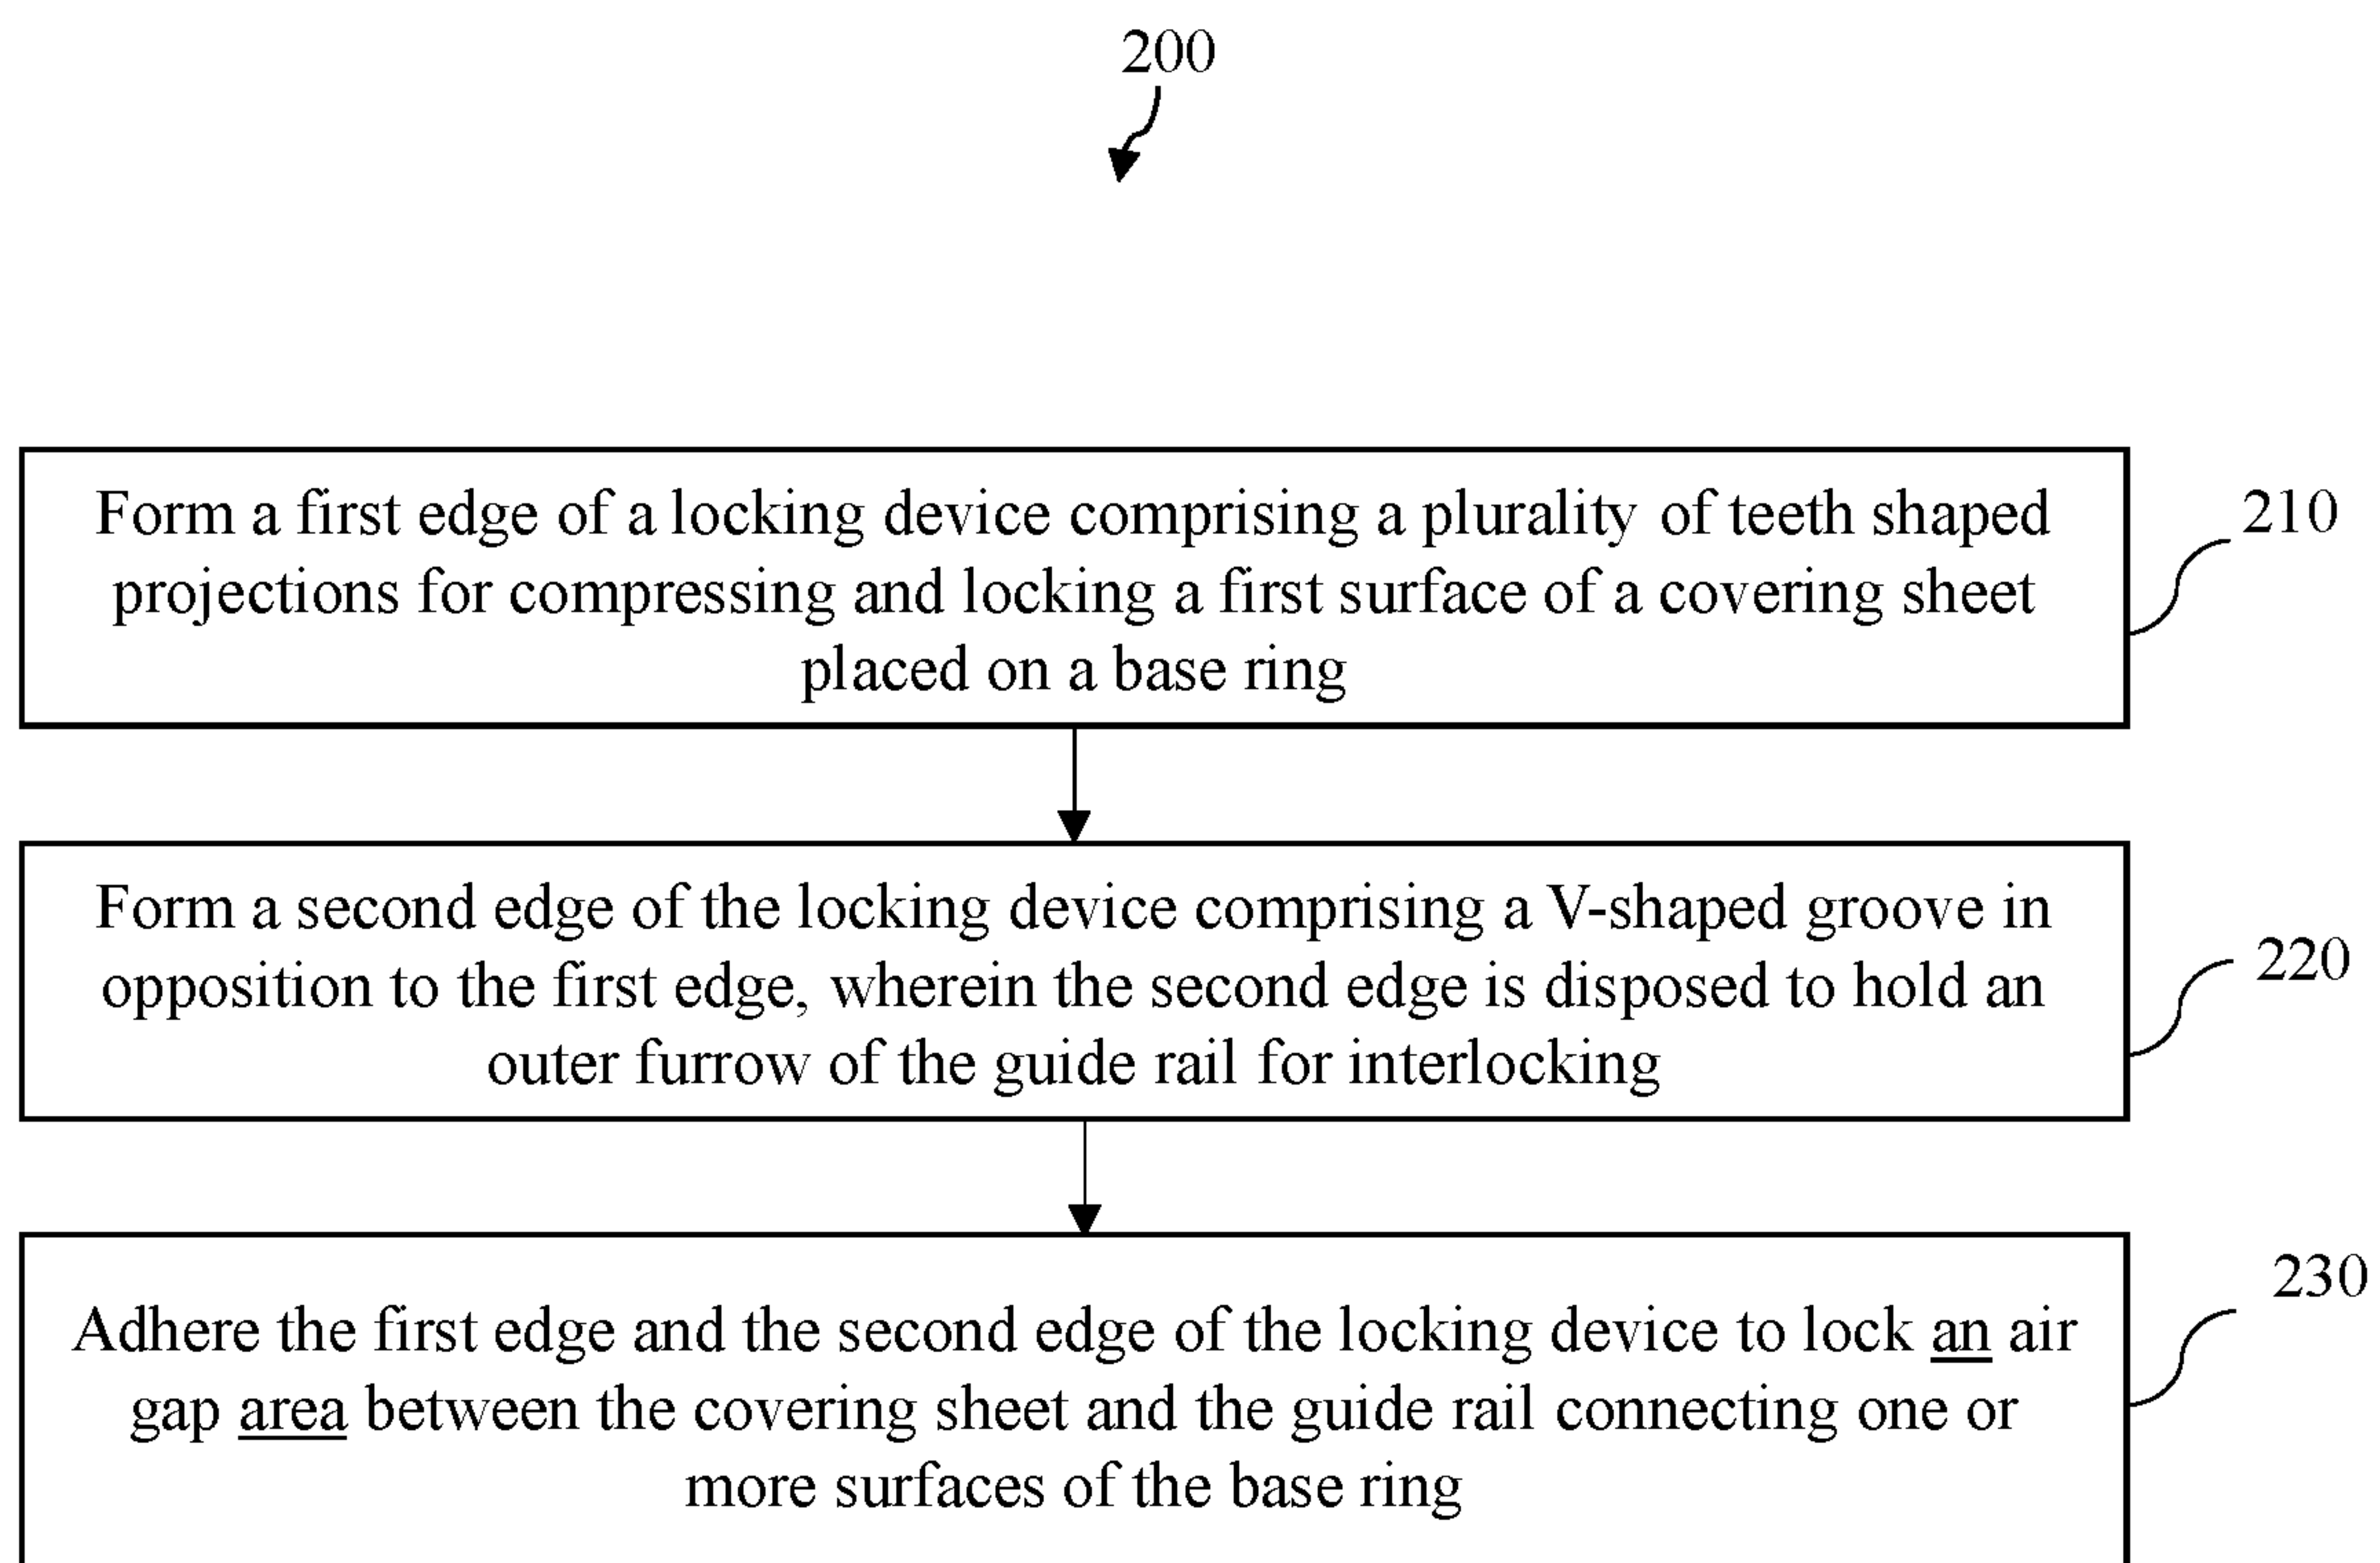 200
Form a first edge of a locking device comprising a plurality of teeth shaped
projections for compressing and locking a first surface of a covering sheet
placed on a base ring
210
Form a second edge of the locking device comprising a V-shaped groove in
opposition to the first edge, wherein the second edge is disposed to hold an
outer furrow of the guide rail for interlocking
220
Adhere the first edge and the second edge of the locking device to lock an air
gap area between the covering sheet and the guide rail connecting one or
more surfaces of the base ring
230